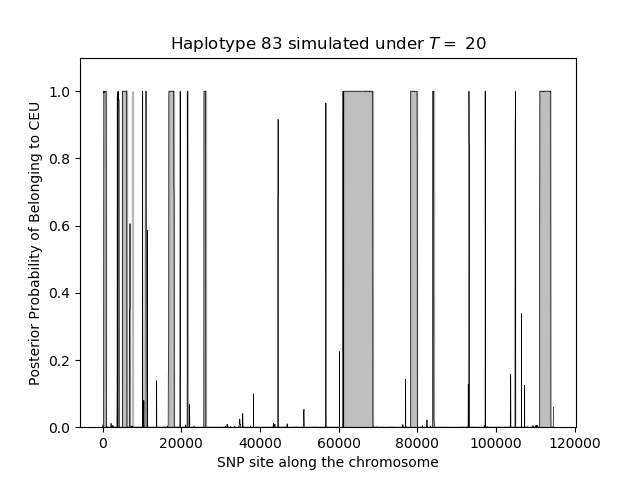 Haplotype 83 simulated under T = 20
Posterior Probability of Belonging to CEU
1.0
0.8
0.6
0.4
0.2
0.0
0 20000 40000 60000 80000 100000 120000
SNP site along the chromosome